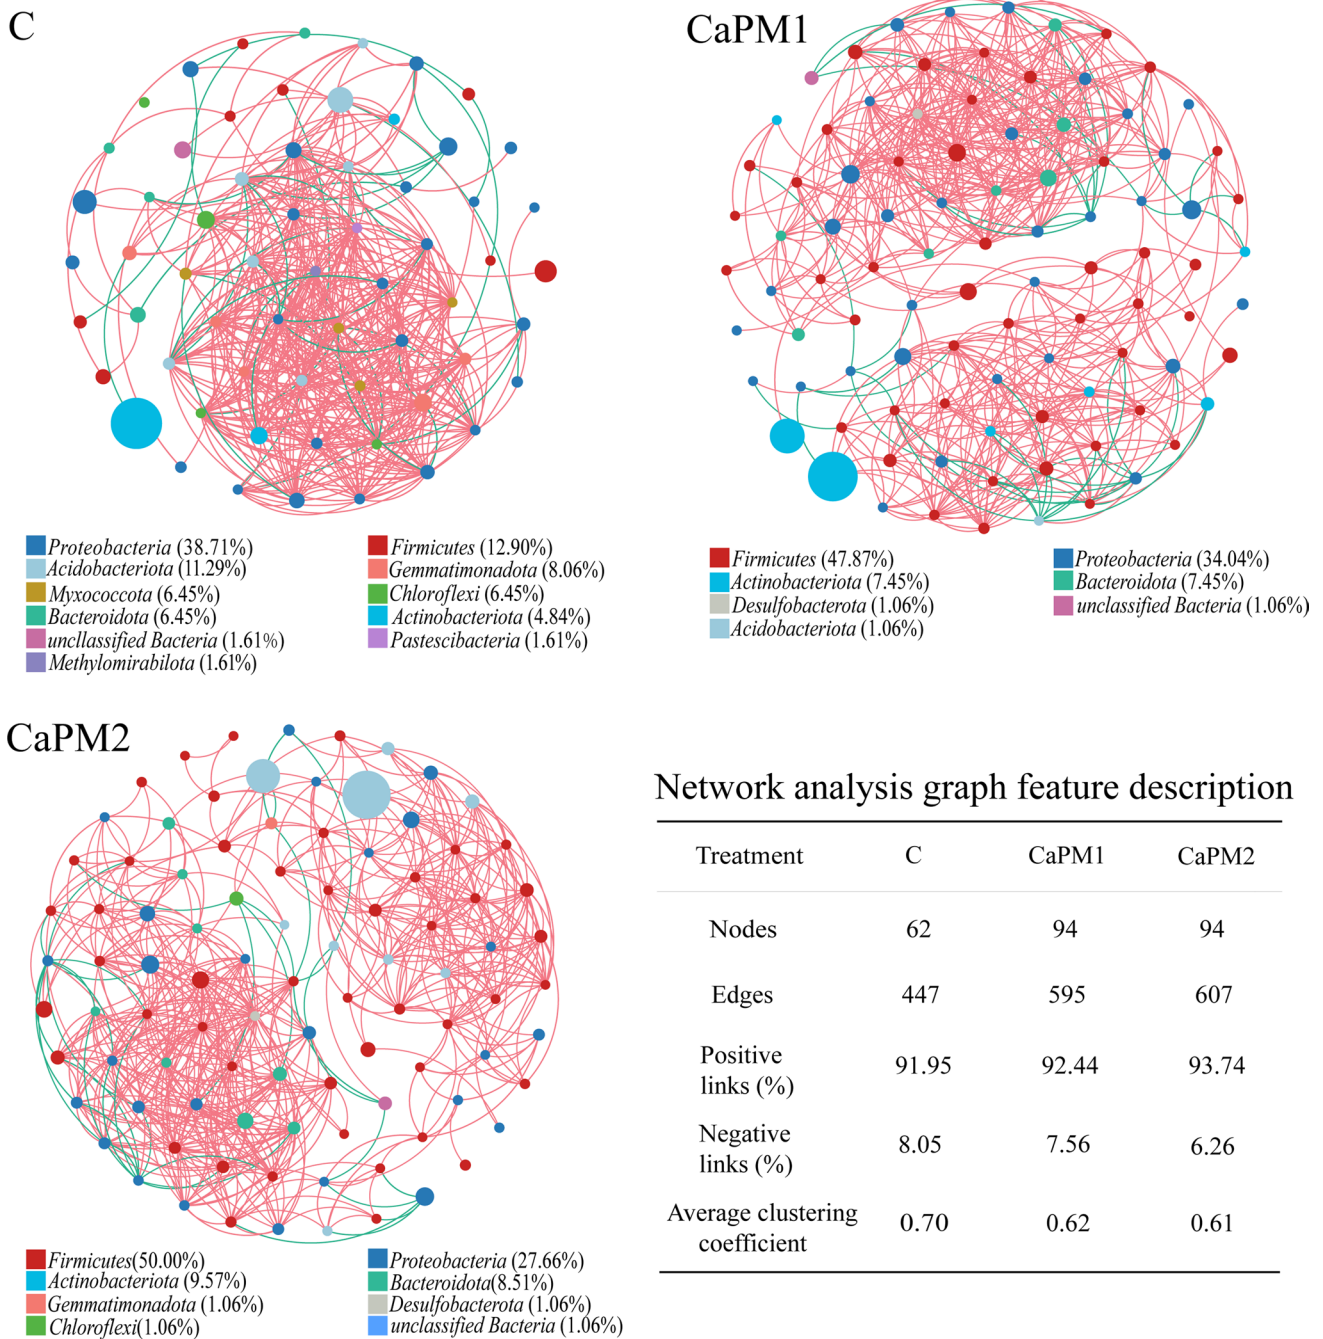 C
CaPM1
Proteobacteria (38.71%)
Acidobacteriota (11.29%)
Myxococcota (6.45%)
Bacteroidota (6.45%)
uncllassified Bacteria (1.61%)
Methylomirabilota (1.61%)
Firmicutes (12.90%)
Gemmatimonadota (8.06%)
Chloroflexi (6.45%)
Actinobacteriota (4.84%)
Pastescibacteria (1.61%)
Firmicutes (47.87%)
Actinobacteriota (7.45%)
Desulfobacterota (1.06%)
Acidobacteriota (1.06%)
Proteobacteria (34.04%)
Bacteroidota (7.45%)
unclassified Bacteria (1.06%)
CaPM2
Firmicutes(50.00%)
Actinobacteriota (9.57%)
Gemmatimonadota (1.06%)
Chloroflexi(1.06%)
Proteobacteria (27.66%)
Bacteroidota(8.51%)
Desulfobacterota (1.06%)
unclassified Bacteria (1.06%)
Network analysis graph feature description
Treatment C CaPM1 CaPM2
Nodes 62 94 94
Edges 447 595 607
Positive
links (%) 91.95 92.44 93.74
Negative
links (%) 8.05 7.56 6.26
Average clustering
coefficient 0.70 0.62 0.61